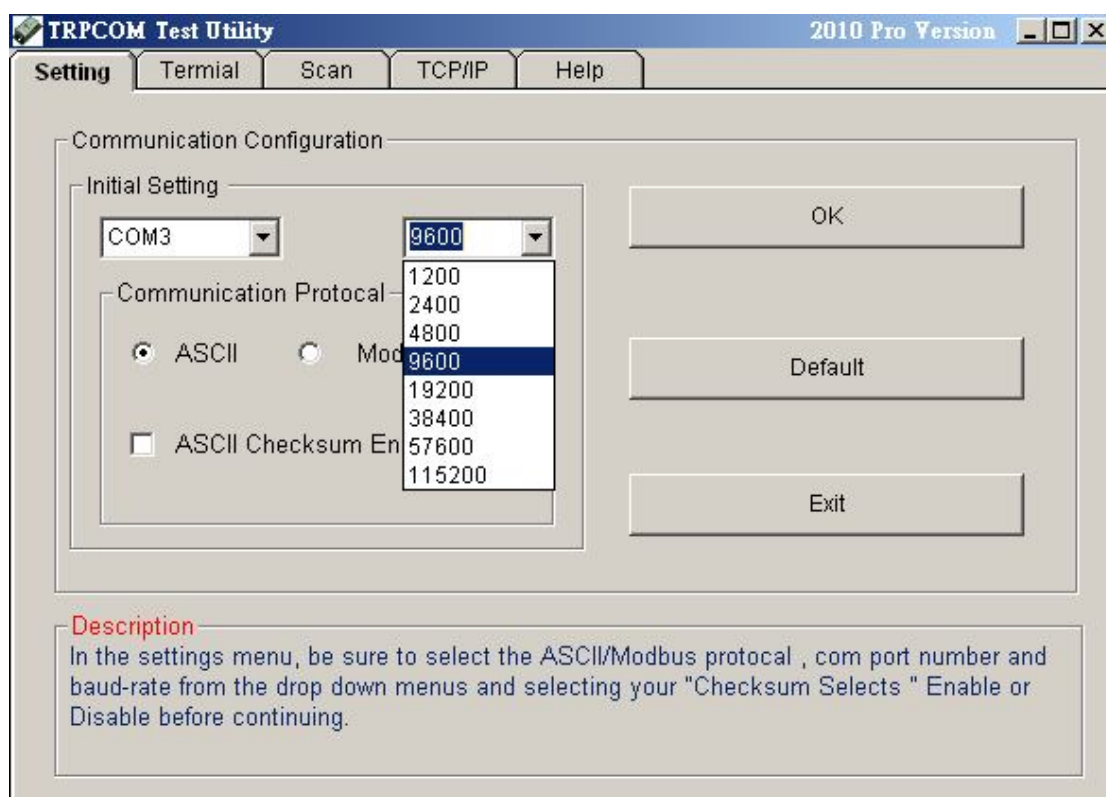 TRPCOM Test Utility 2010 Pro Version
Setting Termial Scan TCP/IP Help
Communication Configuration
Initial Setting
COM3 9600
OK
1200
Communication Protocal
2400
4800
ASCII Mod
9600
Default
19200
38400
ASCII Checksum En
57600
115200
Exit
Description
In the settings menu, be sure to select the ASCII/Modbus protocal , com port number and
baud-rate from the drop down menus and selecting your "Checksum Selects " Enable or
Disable before continuing.